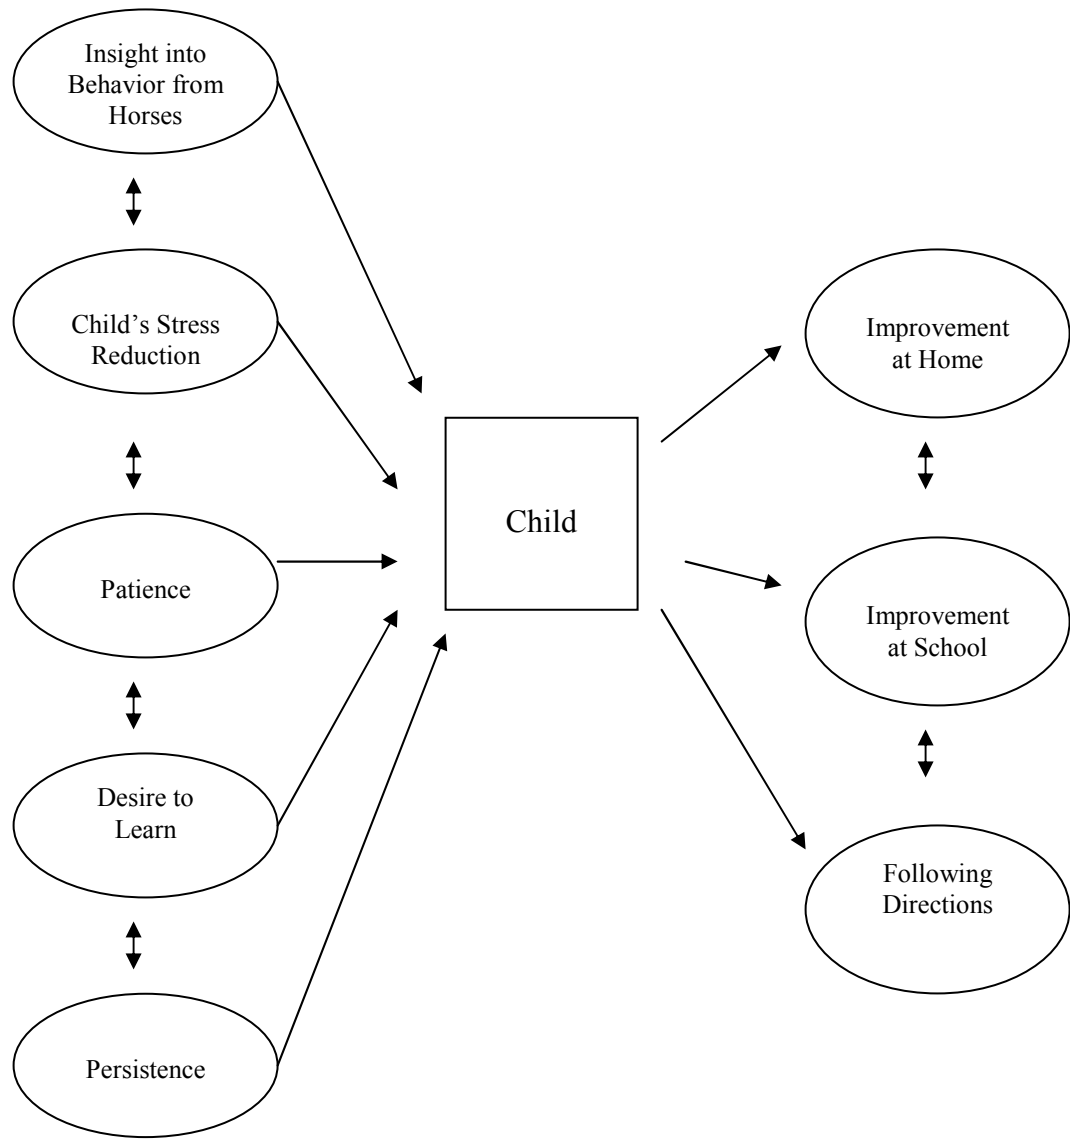 Insight into
Behavior from
Horses
Child’s Stress
Reduction
Patience
Desire to
Learn
Persistence
Child
Improvement
at Home
Improvement
at School
Following
Directions